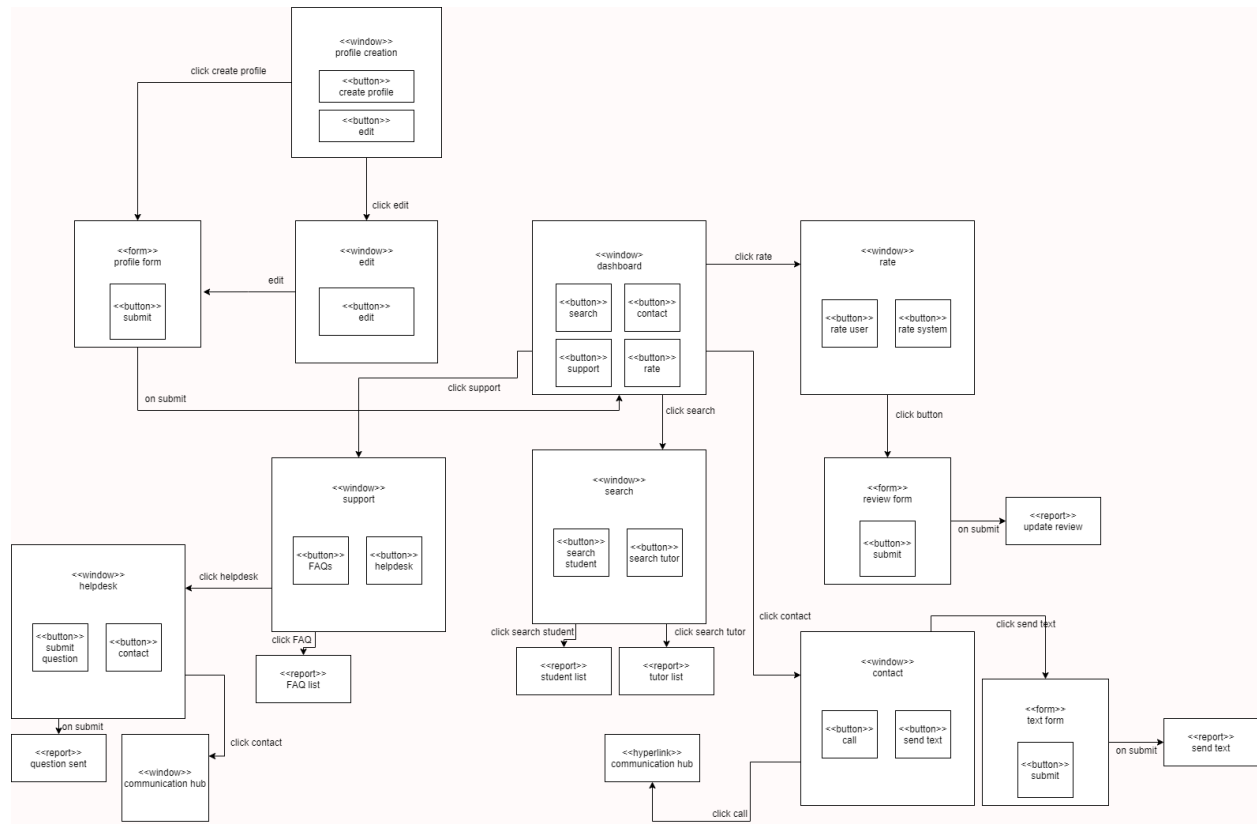 <<window>>
profile creation
<<button>>
create profile
<<button>>
edit
click create profile
click edit
<<form>>
profile form
<<button>>
submit
edit
<<window>>
edit
<<button>>
edit
on submit
<<window>
dashboard
<<button>>
search
<<button>>
contact
<<button>>
support
<<button>>
rate
click rate
<<window>>
rate
<<button>>
rate user
<<button>>
rate system
click support
click search
click button
<<window>>
support
<<button>>
FAQs
<<button>>
helpdesk
<<window>>
search
<<button>>
search
student
<<button>>
search tutor
<<form>>
review form
<<button>>
submit
on submit
<<report>>
update review
click helpdesk
<<window>>
helpdesk
<<button>>
submit
question
<<button>>
contact
click FAQ
<<report>>
FAQ list
click search student
<<report>>
student list
click search tutor
<<report>>
tutor list
click contact
<<window>>
contact
<<button>>
call
<<button>>
send text
click send text
<<form>>
text form
<<button>>
submit
on submit
<<report>>
send text
on submit
<<report>>
question sent
click contact
<<window>>
communication hub
<<hyperlink>>
communication hub
click call